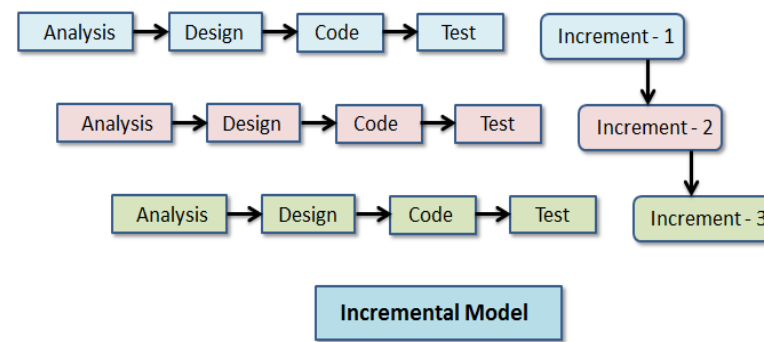 Analysis Design Code Test Increment - 1
Analysis Design Code Test Increment - 2
Analysis Design Code Test Increment - 3
Incremental Model